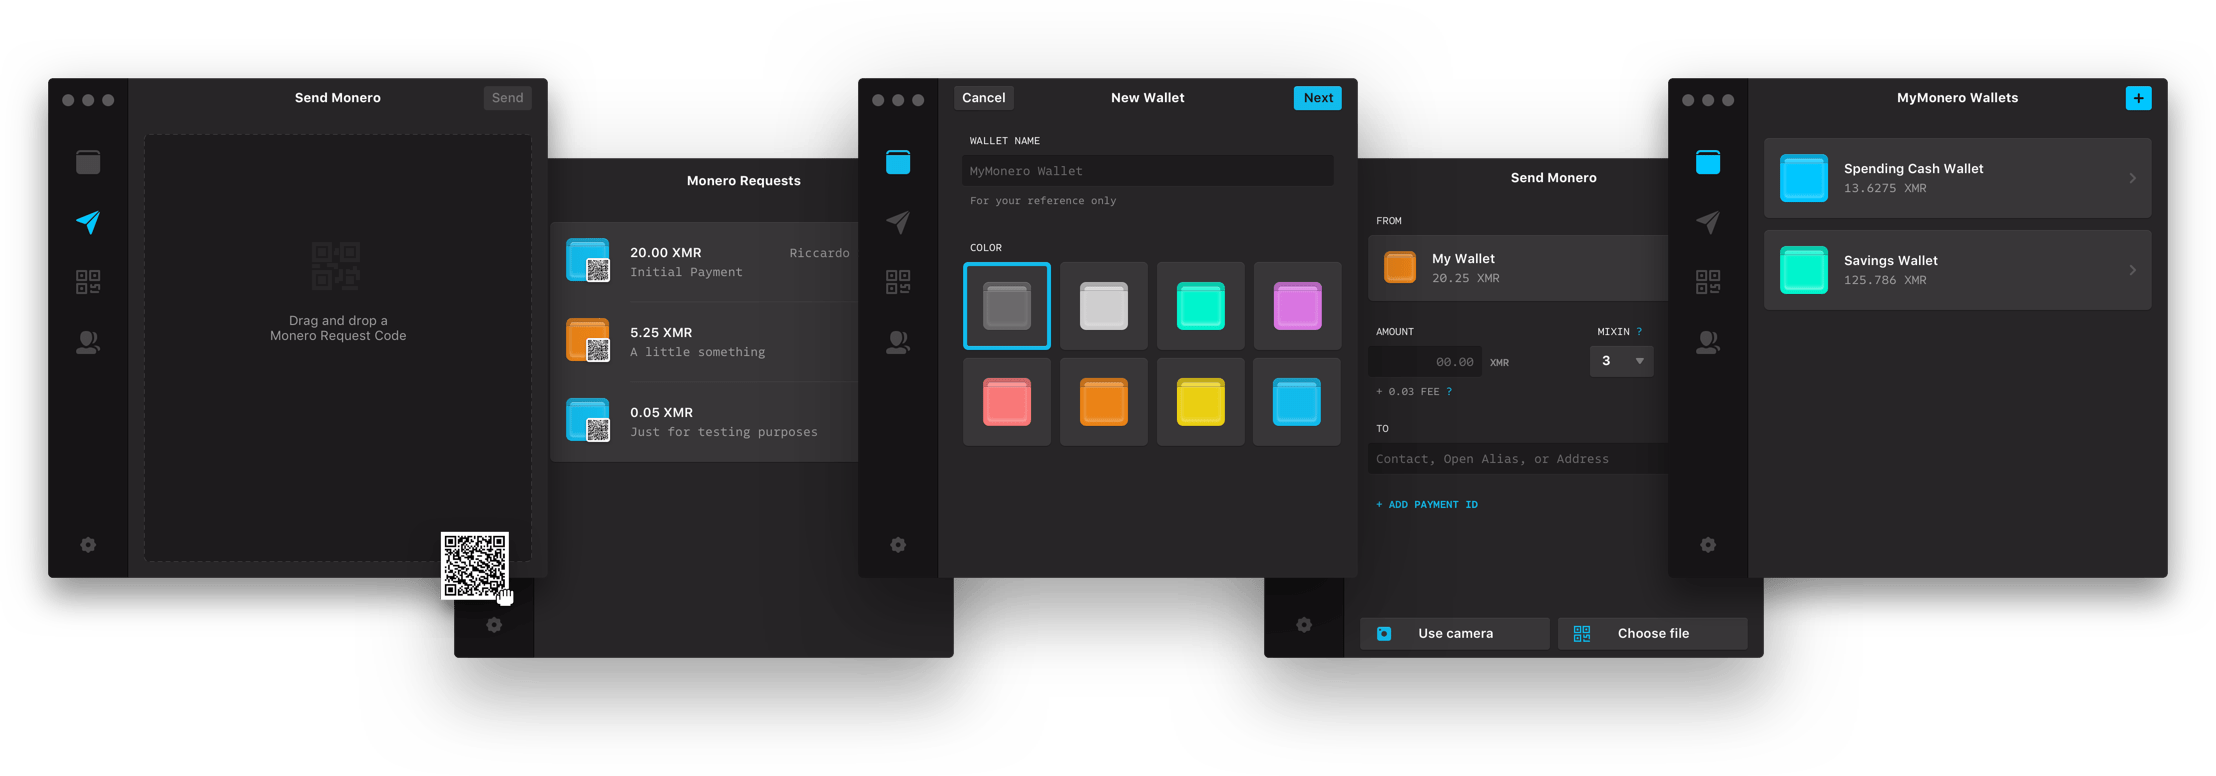 Send Monero
Send
Drag and drop a
Monero Request Code
Monero Requests
20.00 XMR
Riccardo
Initial Payment
5.25 XMR
A little something
0.05 XMR
Just for testing purposes
Cancel
New Wallet
Next
WALLET NAME
MyMonero Wallet
For your reference only
COLOR
Send Monero
FROM
My Wallet
20.25 XMR
AMOUNT
MIXIN ?
00.00
XMR
3
+ 0.03 FEE ?
TO
Contact, Open Alias, or Address
+ ADD PAYMENT ID
Use camera
Choose file
MyMonero Wallets
+
Spending Cash Wallet
13.6275 XMR
Savings Wallet
125.786 XMR